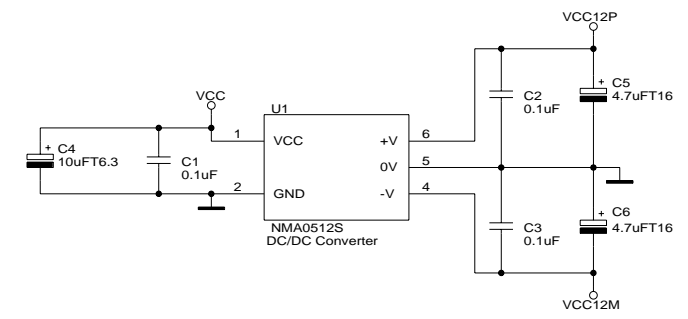 VCC12P
VCC
U1
+ C4
10uFT6.3
C1
0.1uF
1
2
VCC
GND
+V
0V
-V
6
5
4
NMA0512S
DC/DC Converter
C2
0.1uF
+ C5
4.7uFT16
C3
0.1uF
+ C6
4.7uFT16
VCC12M